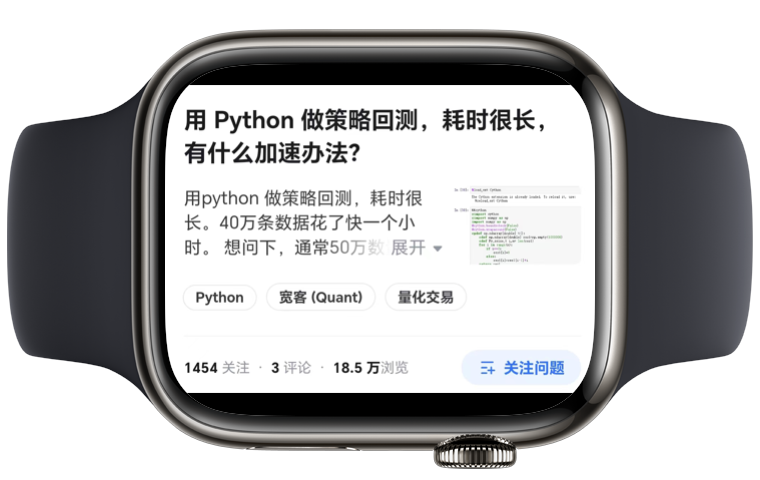 用 Python 做策略回测，耗时很长，
有什么加速办法？
用python 做策略回测，耗时很
长。40万条数据花了快一个小
时。 想问下，通常50万数 展开
Python
宽客 (Quant)
量化交易
1454 关注 · 3 评论 · 18.5 万浏览
关注问题